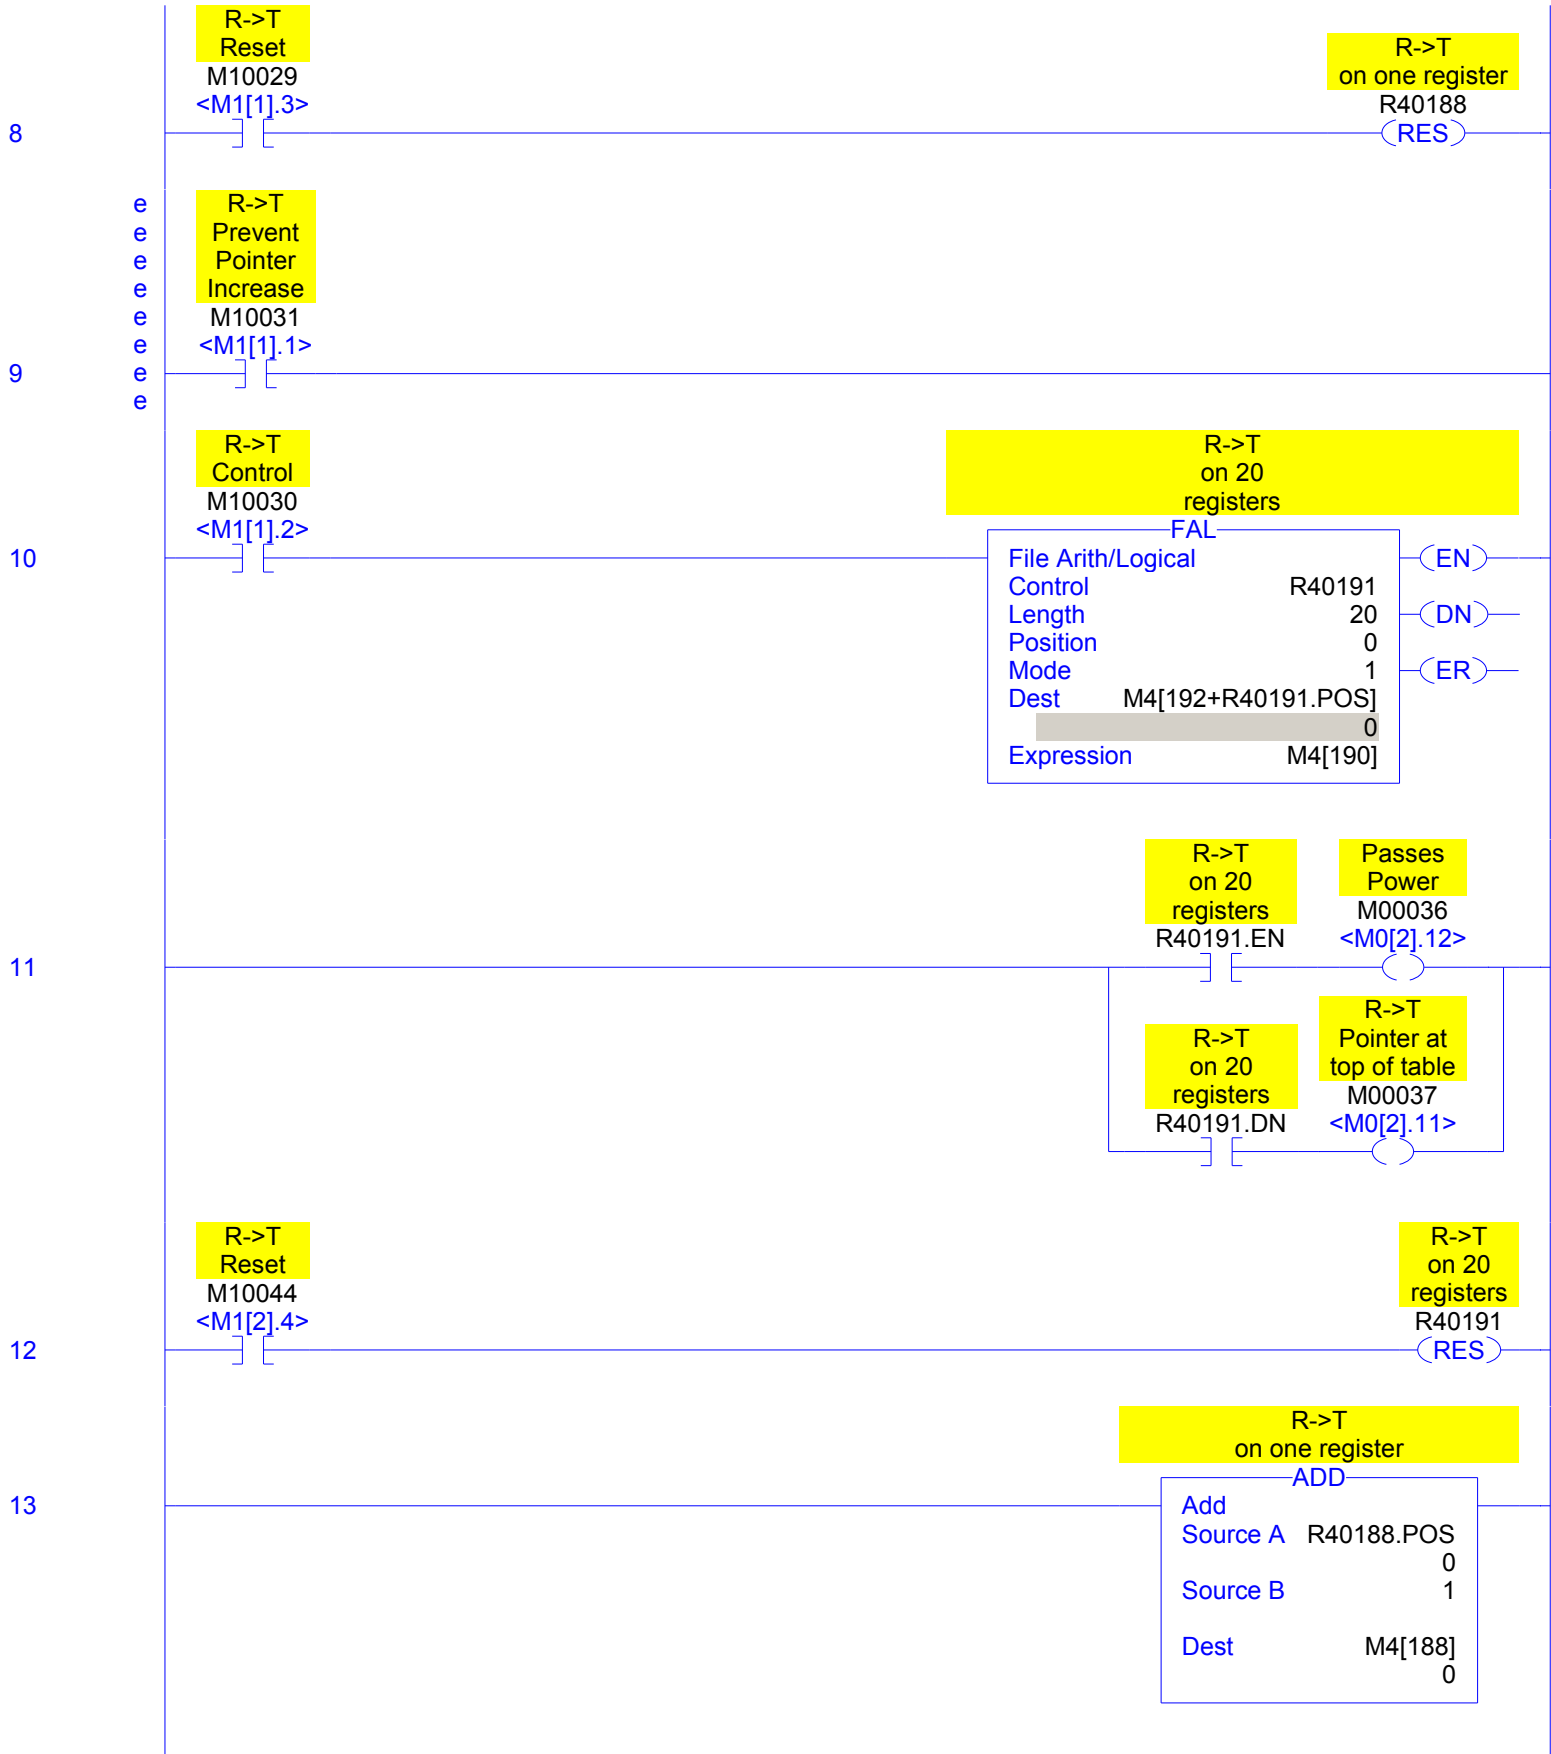 R->T
Reset
M10029
<M1[1].3>
R->T
on one register
R40188
8
RES
e
e
e
e
e
e
e
e
R->T
Prevent
Pointer
Increase
M10031
<M1[1].1>
9
R->T
Control
M10030
<M1[1].2>
10
R->T
on 20
registers
FAL
File Arith/Logical
EN
Control R40191
Length 20
DN
Position 0
Mode 1
ER
Dest M4[192+R40191.POS]
0
Expression M4[190]
R->T
on 20
registers
R40191.EN
Passes
Power
M00036
<M0[2].12>
11
R->T
on 20
registers
R40191.DN
R->T
Pointer at
top of table
M00037
<M0[2].11>
R->T
Reset
M10044
<M1[2].4>
R->T
on 20
registers
R40191
12
RES
R->T
on one register
ADD
13
Add
Source A R40188.POS
0
Source B 1
Dest M4[188]
0